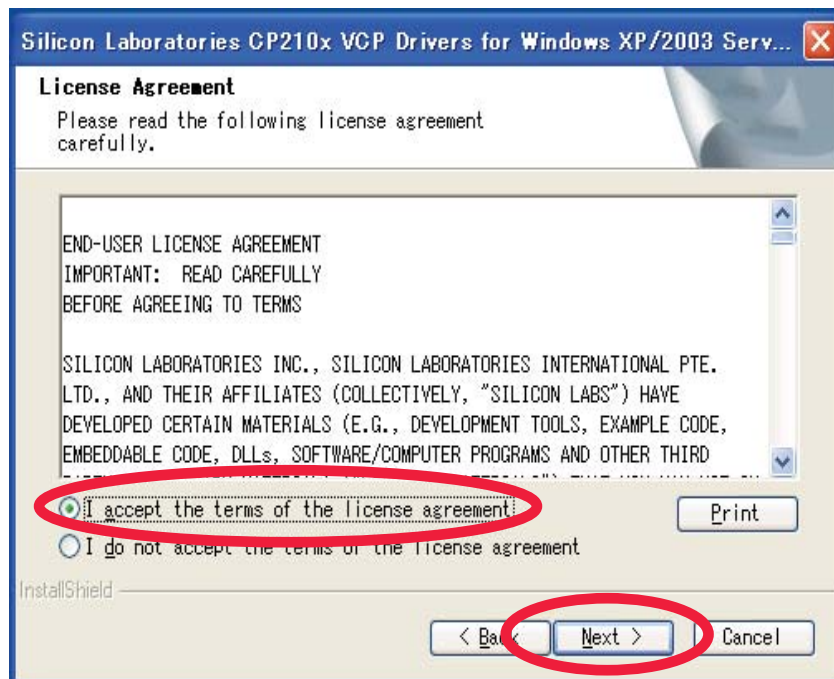 Silicon Laboratories CP210x VCP Drivers for Windows XP/2003 Serv...
License Agreement
Please read the following license agreement
carefully.
END-USER LICENSE AGREEMENT
IMPORTANT: READ CAREFULLY
BEFORE AGREEING TO TERMS
SILICON LABORATORIES INC., SILICON LABORATORIES INTERNATIONAL PTE.
LTD., AND THEIR AFFILIATES (COLLECTIVELY, "SILICON LABS") HAVE
DEVELOPED CERTAIN MATERIALS (E.G., DEVELOPMENT TOOLS, EXAMPLE CODE,
EMBEDDABLE CODE, DLLs, SOFTWARE/COMPUTER PROGRAMS AND OTHER THIRD
I accept the terms of the license agreement
Print
I do not accept the terms of the license agreement
InstallShield
< Back
Next >
Cancel